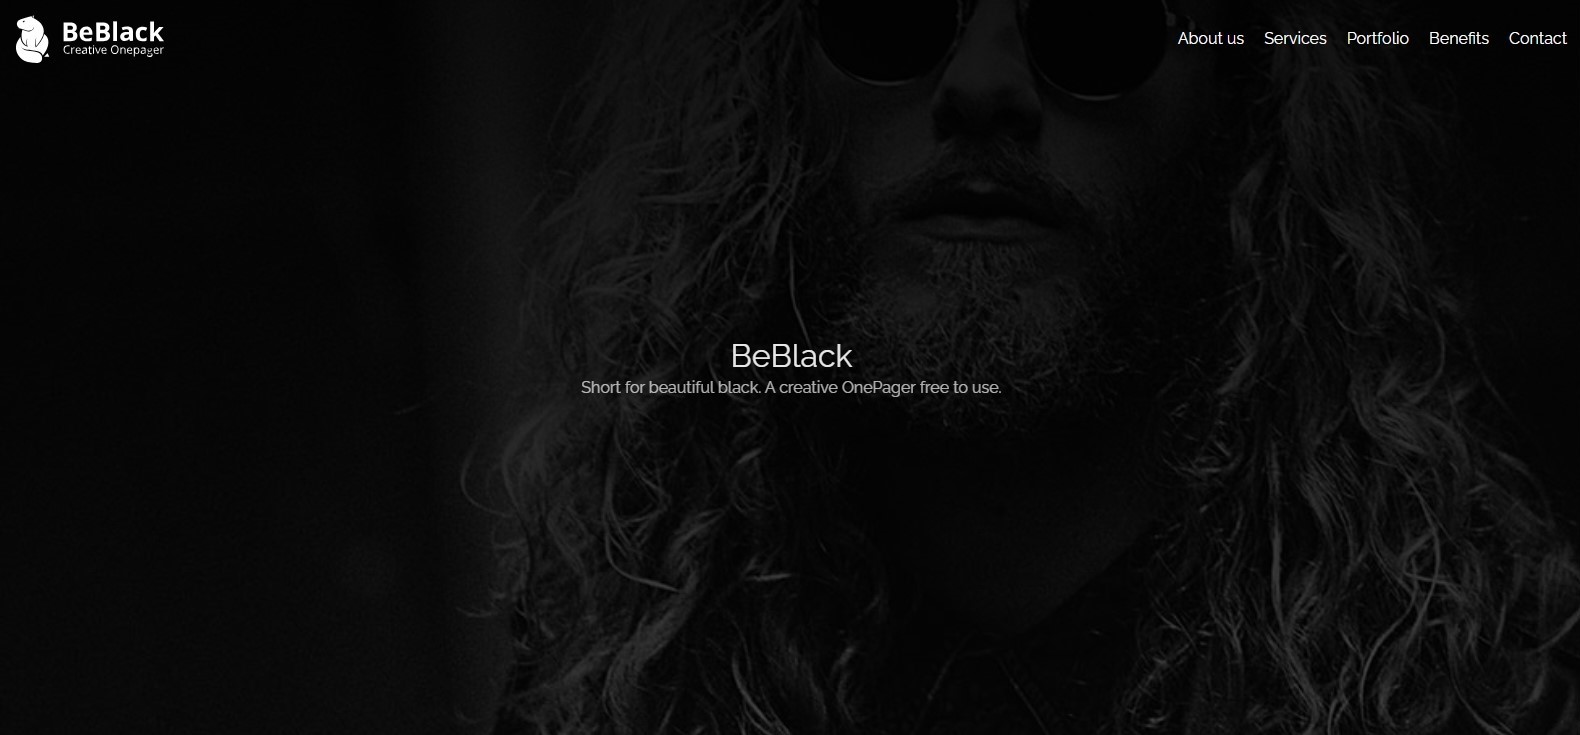 BeBlack
Creative Onepager
About us Services Portfolio Benefits Contact
BeBlack
Short for beautiful black. A creative OnePager free to use.